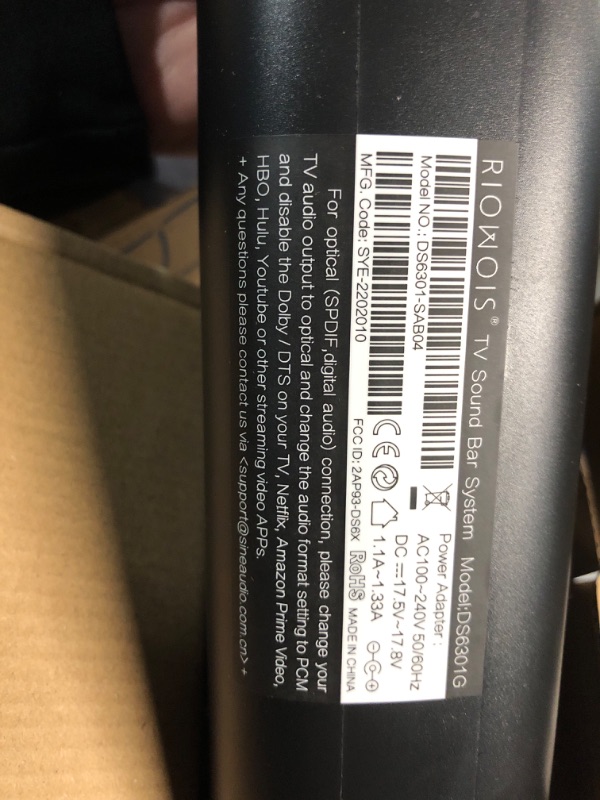 RIOWOIS® TV Sound Bar System Model:DS6301G
Model NO.: DS6301-SAB04
MFG. Code: SYE-2202010
Power Adapter :
AC100~240V 50/60Hz
DC 17.5V~17.8V
1.1A~1.33A
FCC ID: 2AP93-DS6X RoHS MADE IN CHINA
For optical (SPDIF,digital audio) connection, please change your
TV audio output to optical and change the audio format setting to PCM
and disable the Dolby / DTS on your TV, Netflix, Amazon Prime Video,
HBO, Hulu, Youtube or other streaming video APPs.
+ Any questions please contact us via <support@sineaudio.com.cn> +